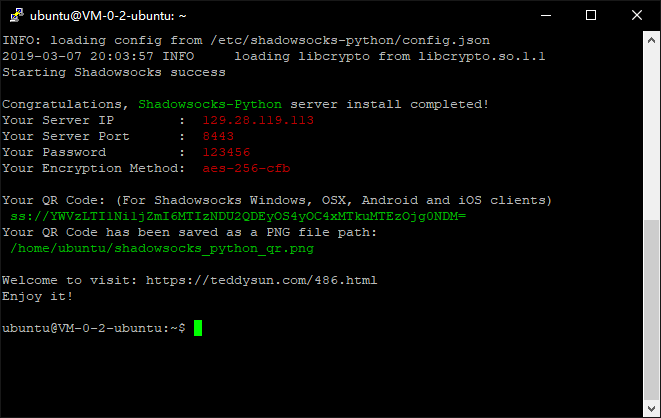 ubuntu@VM-0-2-ubuntu: ~
INFO: loading config from /etc/shadowsocks-python/config.json
2019-03-07 20:03:57 INFO     loading libcrypto from libcrypto.so.1.1
Starting Shadowsocks success
Congratulations, Shadowsocks-Python server install completed!
Your Server IP        :  129.28.119.113
Your Server Port      :  8443
Your Password         :  123456
Your Encryption Method:  aes-256-cfb
Your QR Code: (For Shadowsocks Windows, OSX, Android and iOS clients)
ss://YWVzLTI1Ni1jZmI6MTIzNDU2QDEyOS4yOC4xMTkuMTEzOjg0NDM=
Your QR Code has been saved as a PNG file path:
/home/ubuntu/shadowsocks_python_qr.png
Welcome to visit: https://teddysun.com/486.html
Enjoy it!
ubuntu@VM-0-2-ubuntu:~$